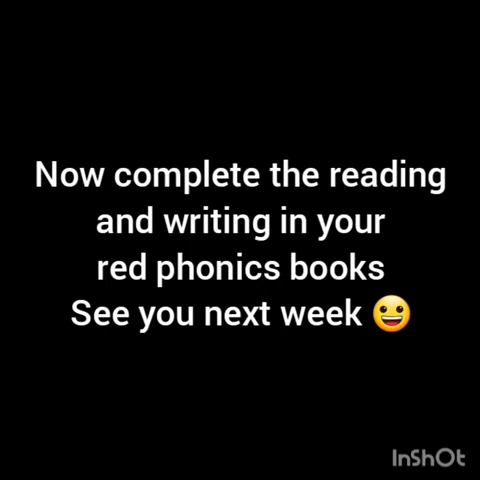 Now complete the reading
and writing in your
red phonics books
See you next week 😀
InShOt